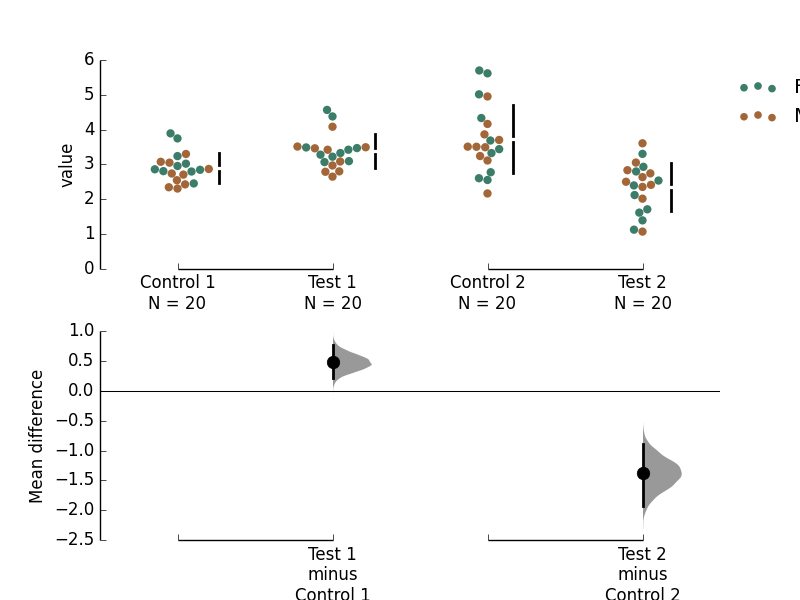 6
5
4
3
2
1
0
value
Control 1
N = 20
Test 1
N = 20
Control 2
N = 20
Test 2
N = 20
1.0
0.5
0.0
−0.5
−1.0
−1.5
−2.0
−2.5
Mean difference
Test 1
minus
Control 1
Test 2
minus
Control 2